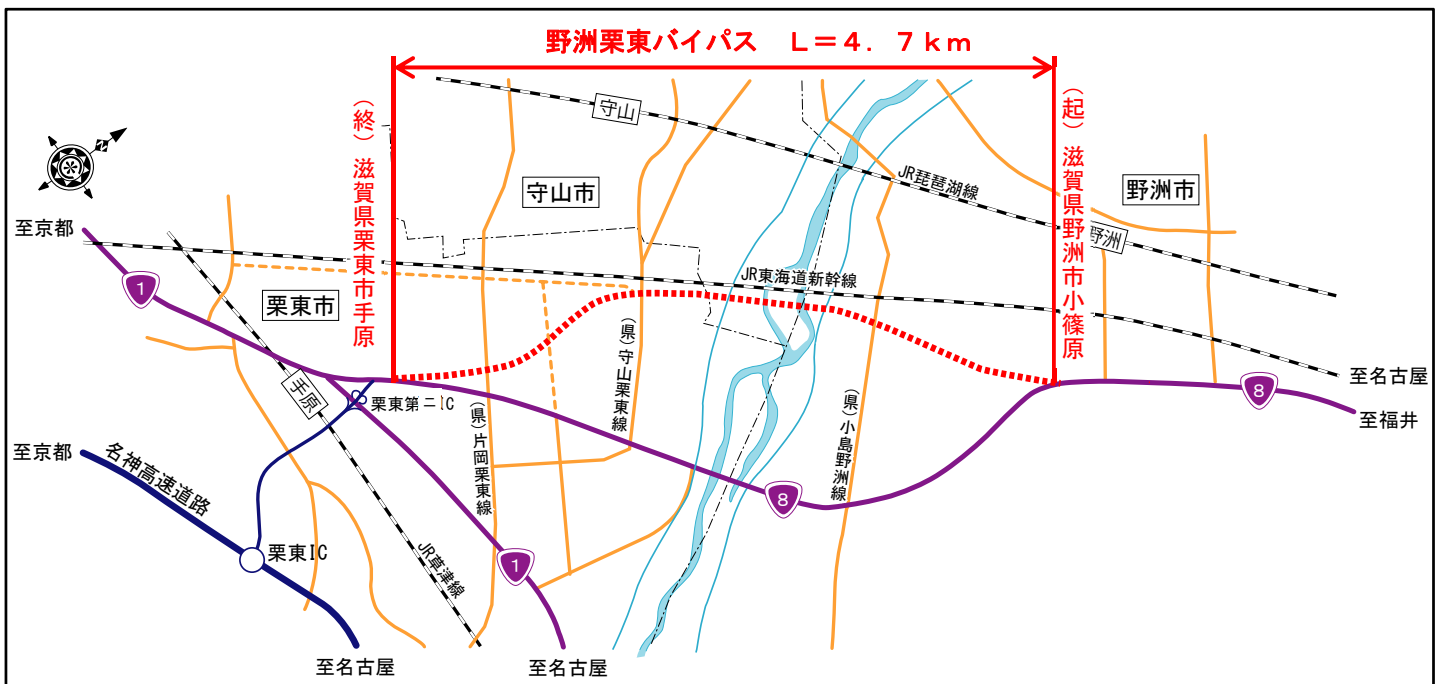 野洲栗東バイパス　Ｌ＝４．７ｋｍ
（終）滋賀県栗東市手原
（起）滋賀県野洲市小篠原
N
守山
守山市
JR琵琶湖線
野洲市
野洲
至京都
1
栗東市
JR東海道新幹線
手原
栗東第二IC
（県）片岡栗東線
（県）守山栗東線
（県）小島野洲線
8
8
至名古屋
至福井
至京都
名神高速道路
栗東IC
JR草津線
1
至名古屋
至名古屋